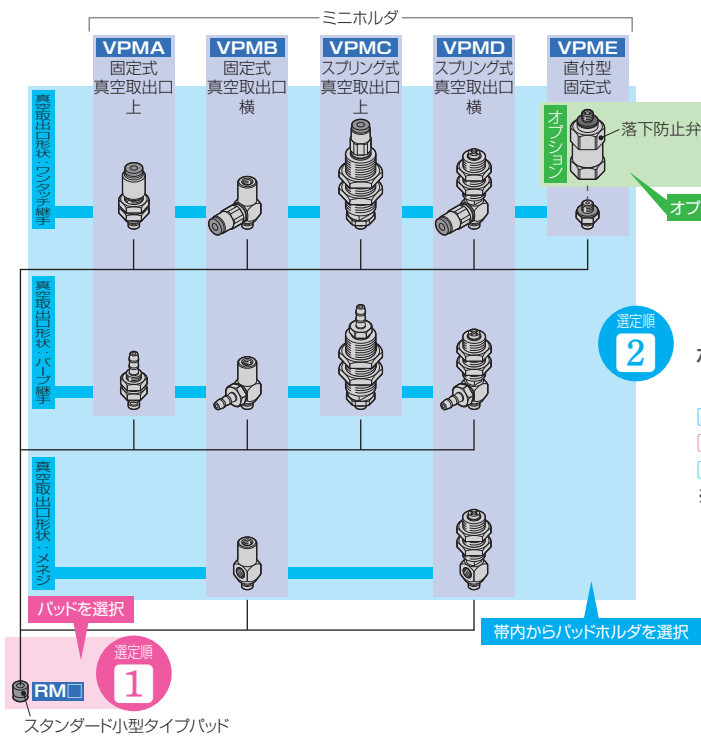 ミニホルダ
VPMA
固定式
真空取出口
上
VPMB
固定式
真空取出口
横
VPMC
スプリング式
真空取出口
上
VPMD
スプリング式
真空取出口
横
VPME
直付型
固定式
オプション
落下防止弁
オプ
真空取出口形状：ワンタッチ継手
真空取出口形状：バーブ継手
真空取出口形状：メネジ
選定順
2
パッドを選択
選定順
1
帯内からパッドホルダを選択
RM□
スタンダード小型タイプパッド